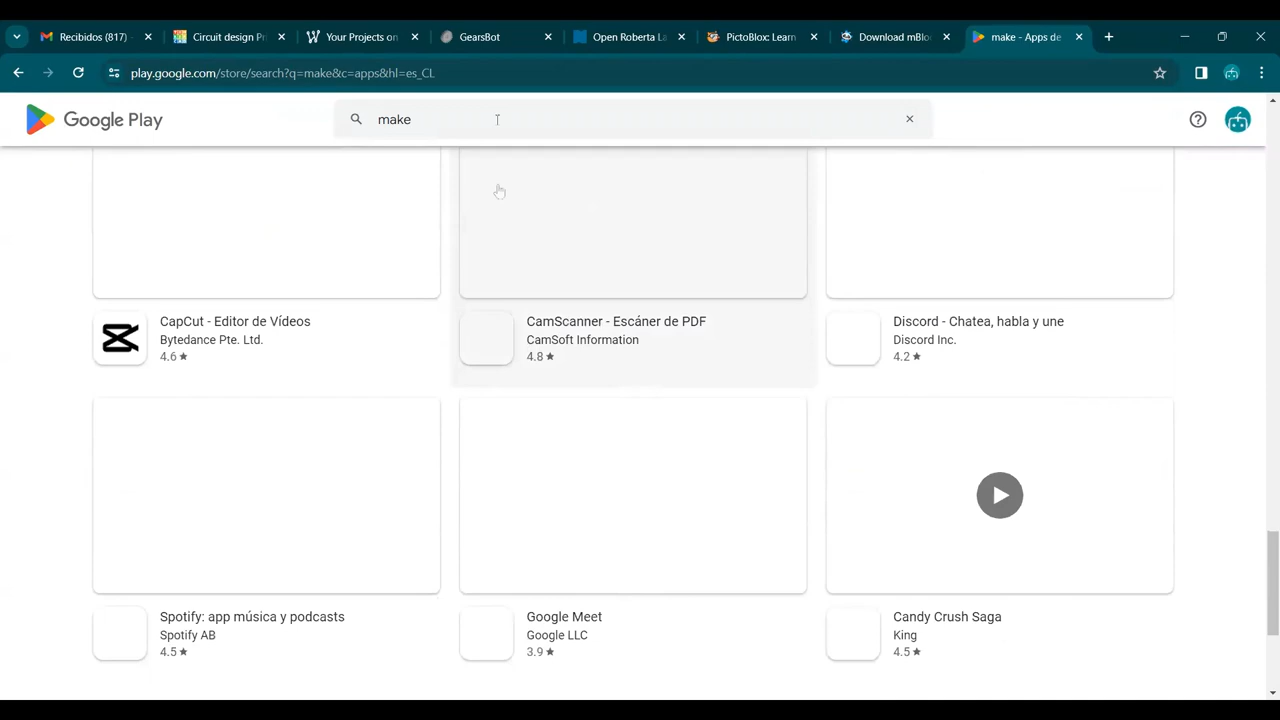 Recibidos (817) -
Circuit design Pr
Your Projects on
GearsBot
Open Roberta La
PictoBlox: Learn
Download mBlo
make - Apps de
play.google.com/store/search?q=make&c=apps&hl=es_CL
Google Play
make
CapCut - Editor de Vídeos
Bytedance Pte. Ltd.
4.6★
CamScanner - Escáner de PDF
CamSoft Information
4.8★
Discord - Chatea, habla y une
Discord Inc.
4.2★
Spotify: app música y podcasts
Spotify AB
4.5★
Google Meet
Google LLC
3.9★
Candy Crush Saga
King
4.5★